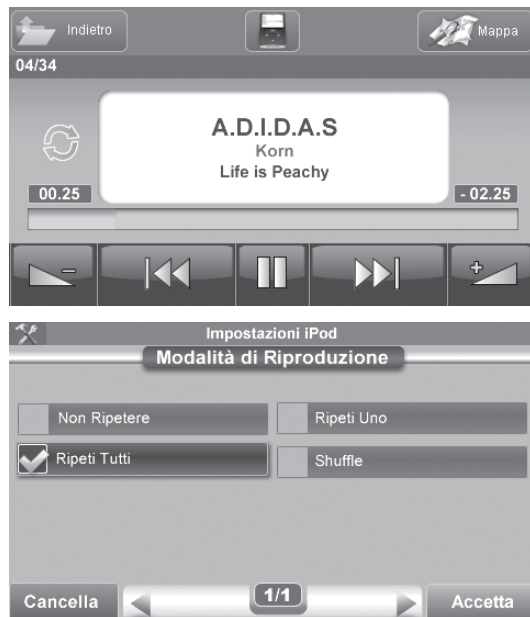 Indietro
Mappa
04/34
A.D.I.D.A.S
Korn
Life is Peachy
00.25
- 02.25
Impostazioni iPod
Modalità di Riproduzione
Non Ripetere
Ripeti Uno
Ripeti Tutti
Shuffle
Cancella
1/1
Accetta